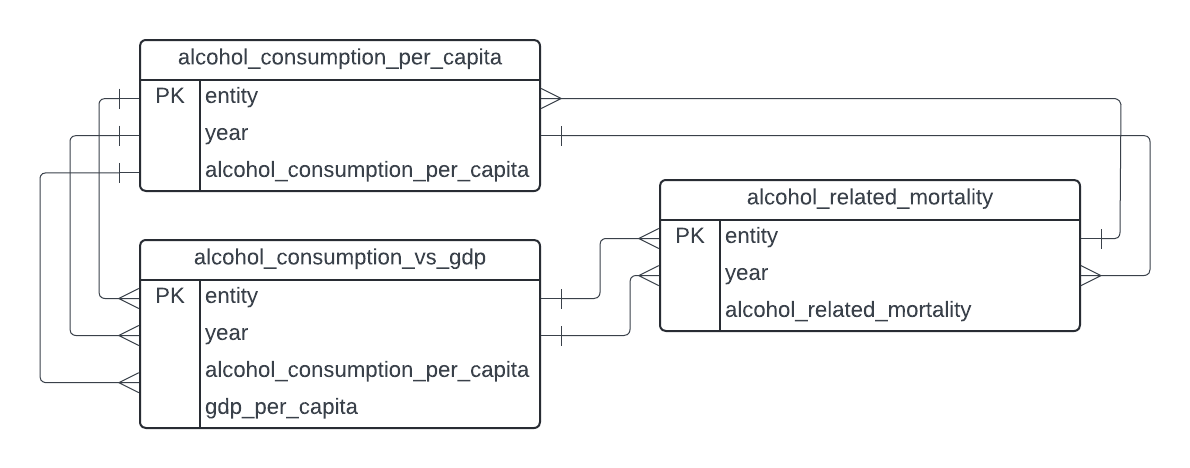 alcohol_consumption_per_capita
PK entity
year
alcohol_consumption_per_capita
alcohol_related_mortality
PK entity
year
alcohol_related_mortality
alcohol_consumption_vs_gdp
PK entity
year
alcohol_consumption_per_capita
gdp_per_capita